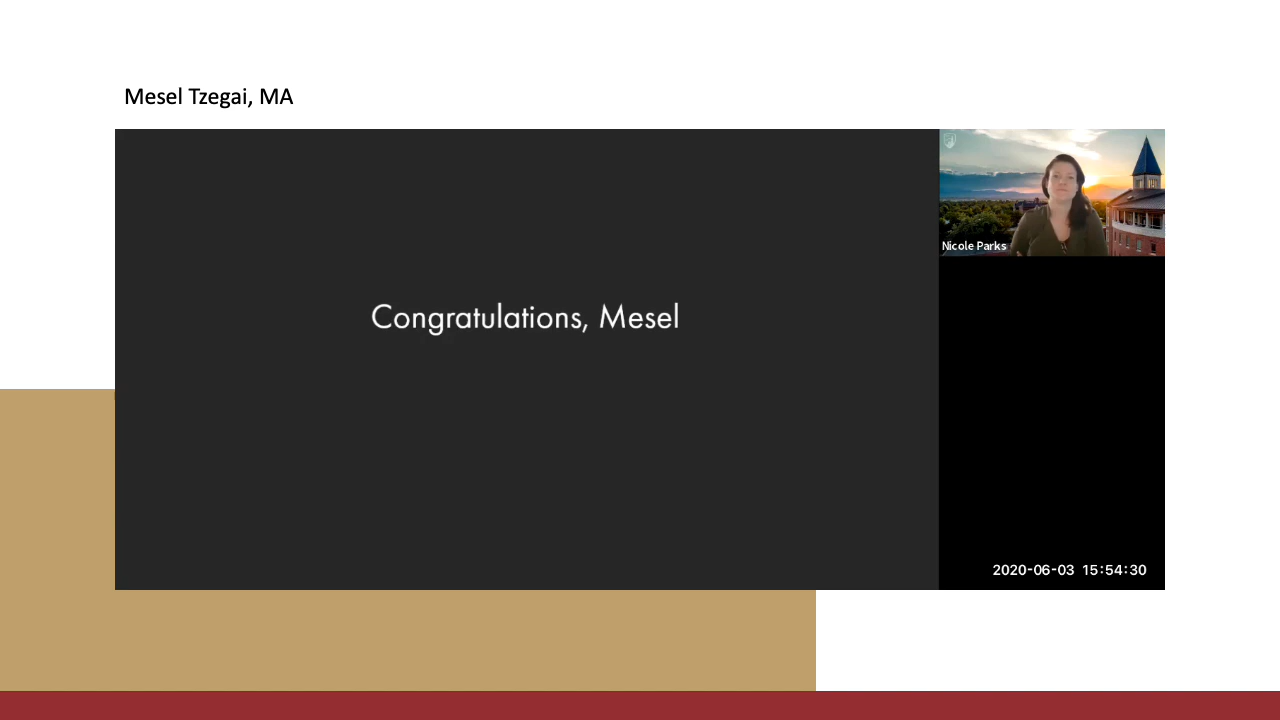 Mesel Tzegai, MA
Congratulations, Mesel
Nicole Parks
2020-06-03 15:54:30